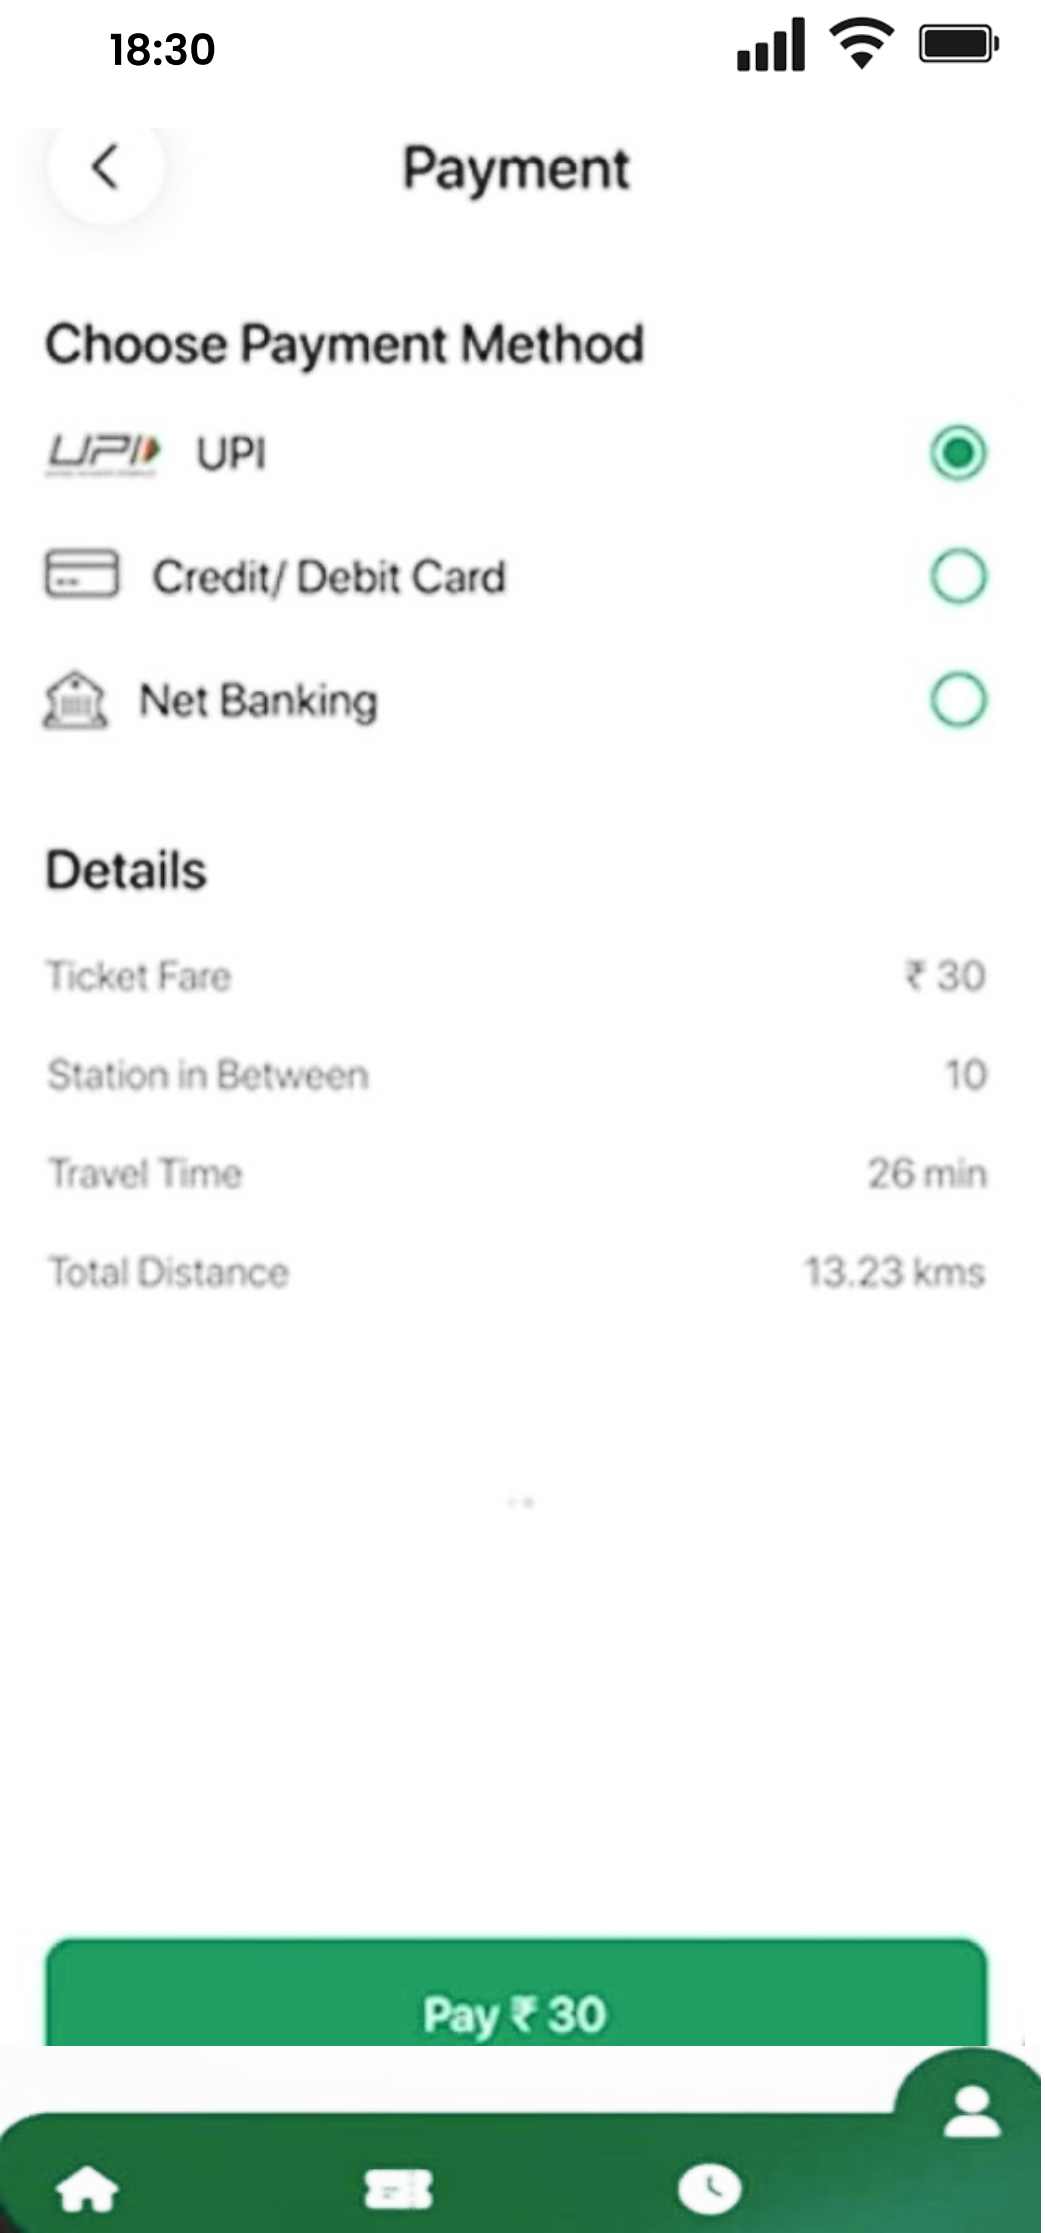 18:30
Payment
Choose Payment Method
UPI UPI
Credit/ Debit Card
Net Banking
Details
Ticket Fare ₹ 30
Station in Between 10
Travel Time 26 min
Total Distance 13.23 kms
Pay ₹ 30